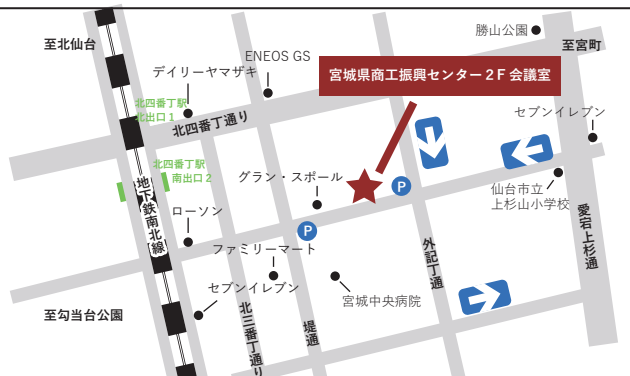 勝山公園
至北仙台
至宮町
ENEOS GS
デイリーヤマザキ
宮城県商工振興センター２F 会議室
北四番丁駅
北出口 1
セブンイレブン
北四番丁通り
北四番丁駅
南出口 2
グラン・スポール
P
仙台市立
上杉山小学校
地下鉄南北線
ローソン
愛宕上杉通
P
外記丁通
ファミリーマート
セブンイレブン
宮城中央病院
至勾当台公園
北三番丁通り
堤通